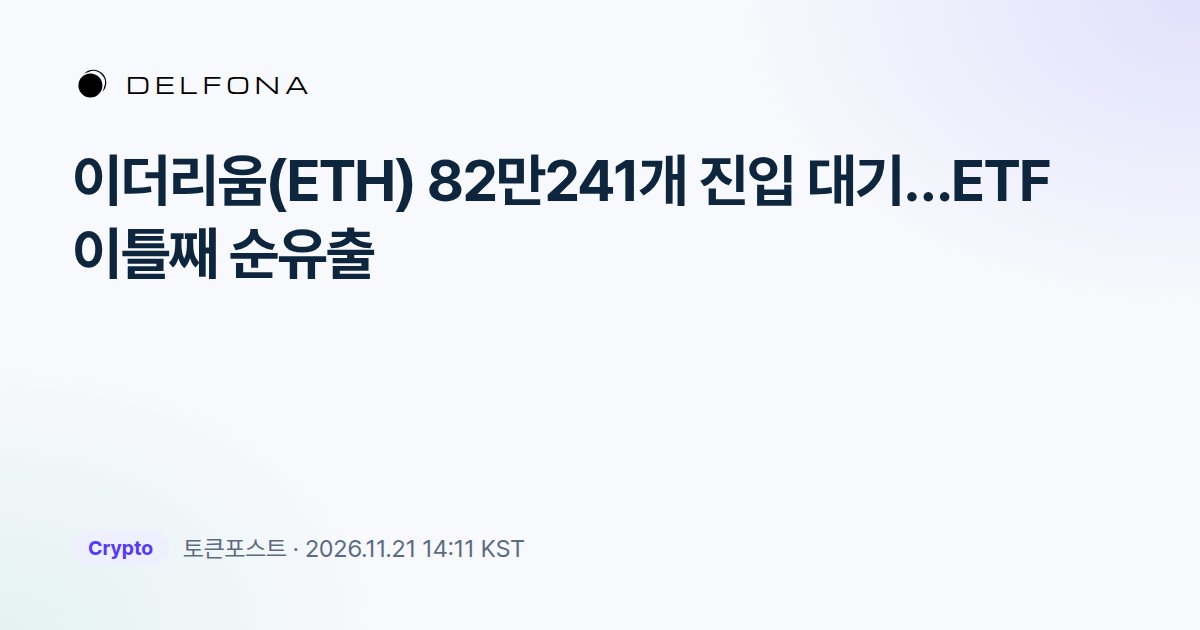 DELFONA
이더리움(ETH) 82만241개 진입 대기...ETF
이틀째 순유출
Crypto 토큰포스트 · 2026.11.21 14:11 KST